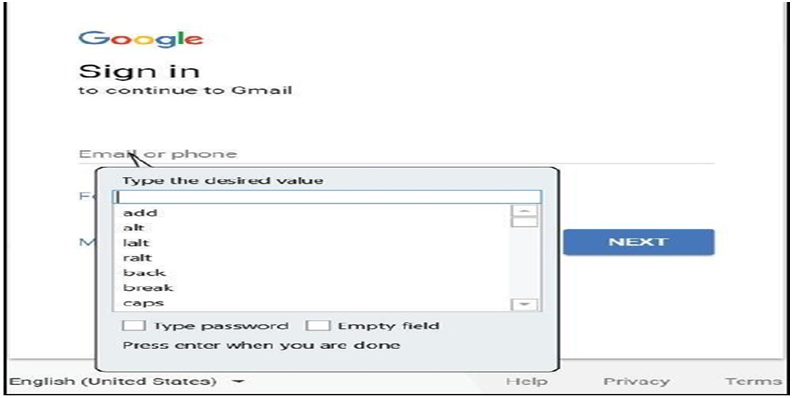 Google
Sign in
to continue to Gmail
Email or phone
Type the desired value
add
alt
lalt
ralt
back
break
caps
NEXT
Type password Empty field
Press enter when you are done
English (United States) Help Privacy Terms